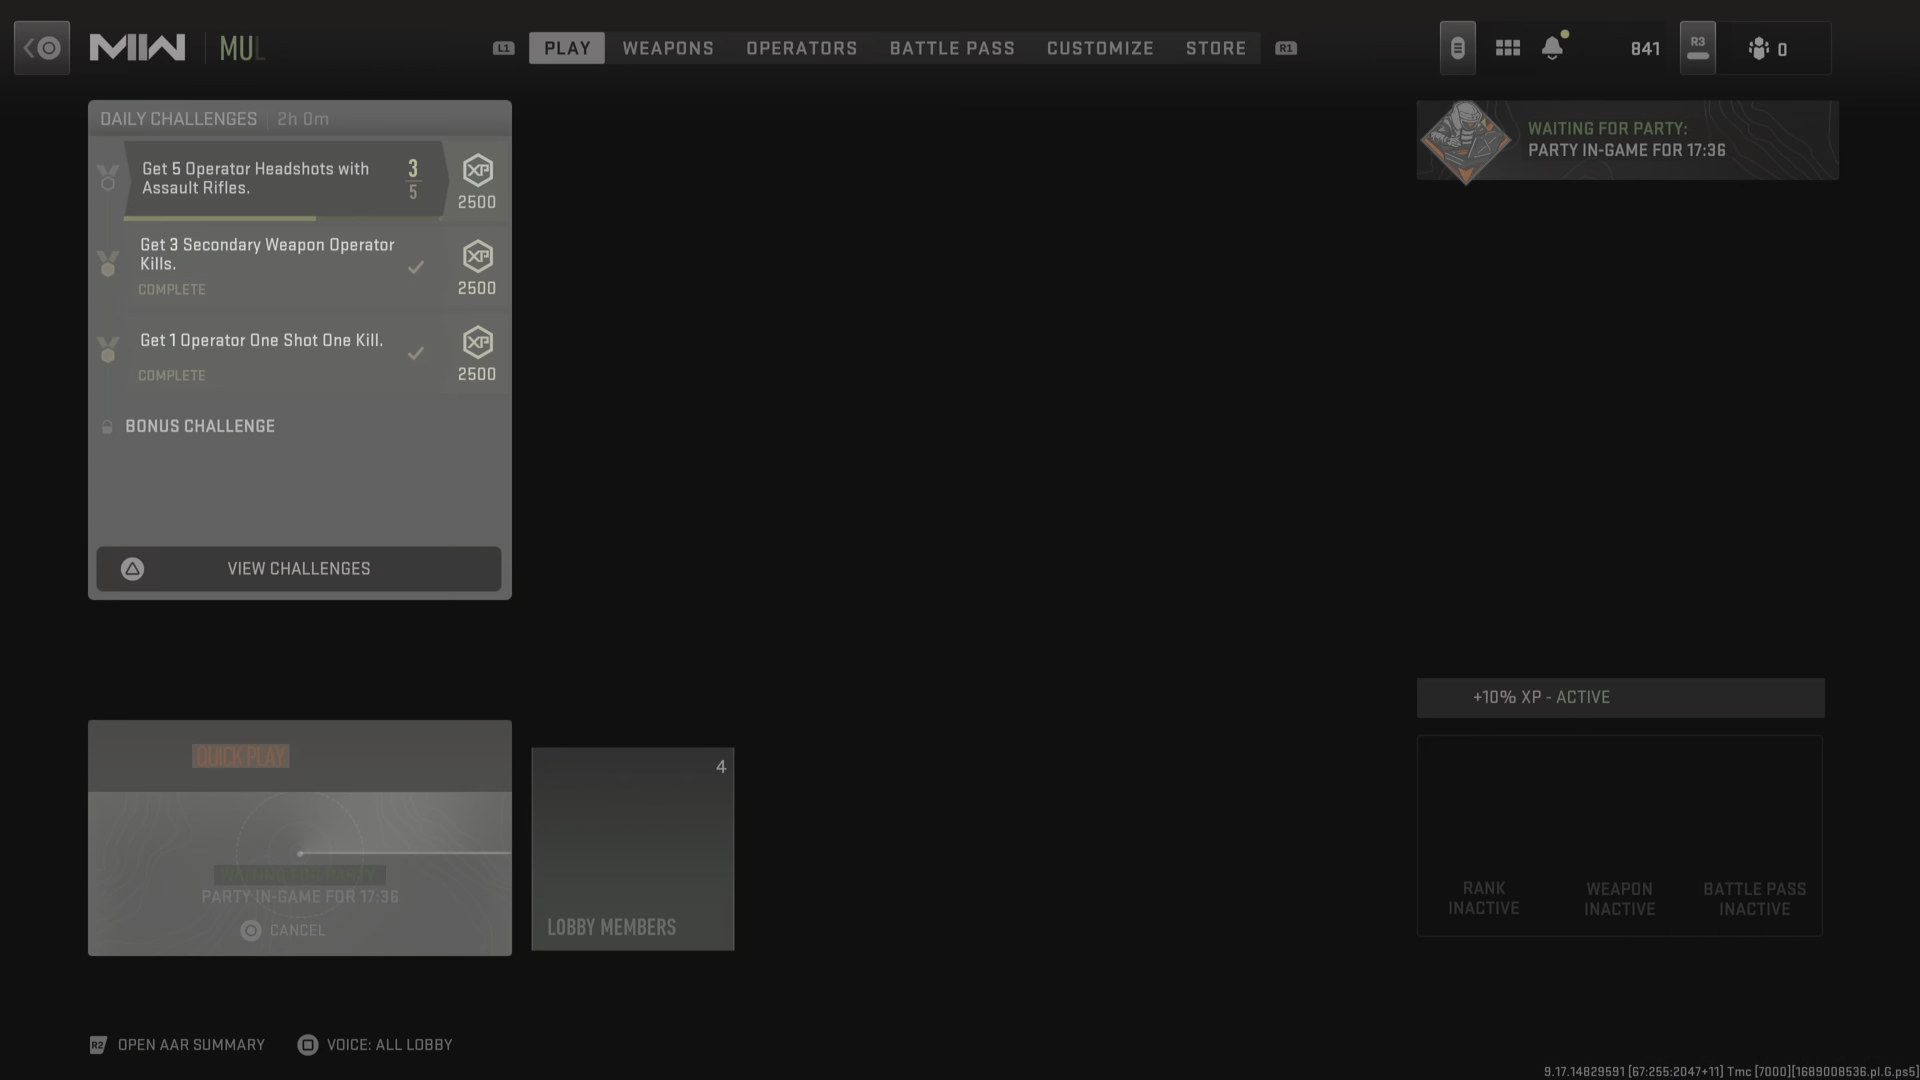 MW MUL
L1 PLAY WEAPONS OPERATORS BATTLE PASS CUSTOMIZE STORE R1
841 R3 0
DAILY CHALLENGES 2h 0m
Get 5 Operator Headshots with
Assault Rifles.
3
5
XP
2500
Get 3 Secondary Weapon Operator
Kills.
COMPLETE
XP
2500
Get 1 Operator One Shot One Kill.
COMPLETE
XP
2500
BONUS CHALLENGE
VIEW CHALLENGES
WAITING FOR PARTY:
PARTY IN-GAME FOR 17:36
+10% XP - ACTIVE
QUICK PLAY
PARTY IN-GAME FOR 17:36
CANCEL
4
LOBBY MEMBERS
RANK
INACTIVE
WEAPON
INACTIVE
BATTLE PASS
INACTIVE
R2 OPEN AAR SUMMARY VOICE: ALL LOBBY
9.17.14829591 [67:255:2047+11] Tmc [7000][1689008536.pl.G.ps5]